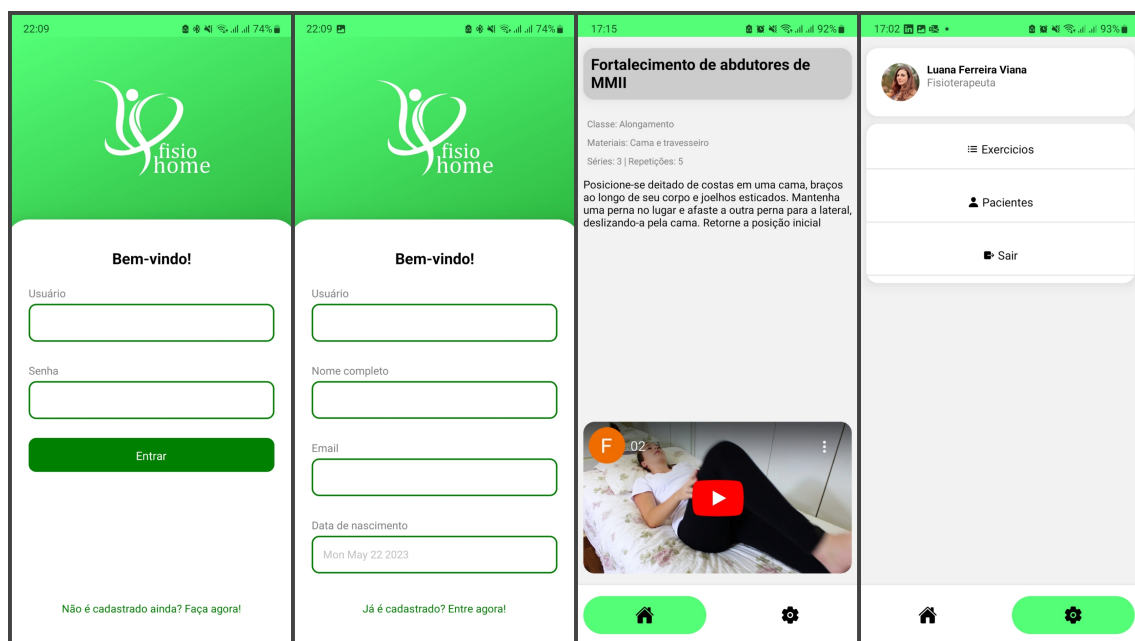 22:09
74%
fisio
home
Bem-vindo!
Usuário
Senha
Entrar
Não é cadastrado ainda? Faça agora!
22:09
74%
fisio
home
Bem-vindo!
Usuário
Nome completo
Email
Data de nascimento
Mon May 22 2023
Já é cadastrado? Entre agora!
17:15
92%
Fortalecimento de abdutores de
MMII
Classe: Alongamento
Materiais: Cama e travesseiro
Séries: 3 | Repetições: 5
Posicione-se deitado de costas em uma cama, braços
ao longo de seu corpo e joelhos esticados. Mantenha
uma perna no lugar e afaste a outra perna para a lateral,
deslizando-a pela cama. Retorne a posição inicial
F 02
17:02
93%
Luana Ferreira Viana
Fisioterapeuta
Exercicios
Pacientes
Sair